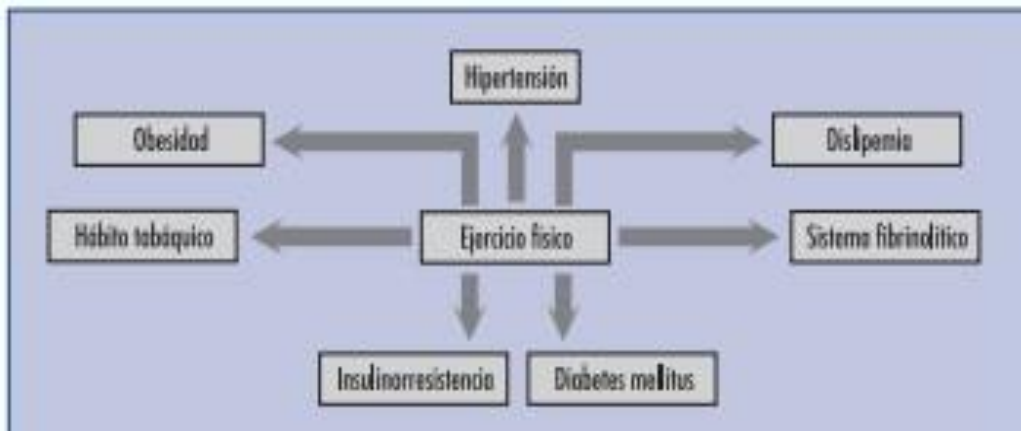 Hipertensión
Obesidad
Dislipemia
Hábito tabáquico
Ejercicio físico
Sistema fibrinolítico
Insulinorresistencia
Diabetes mellitus